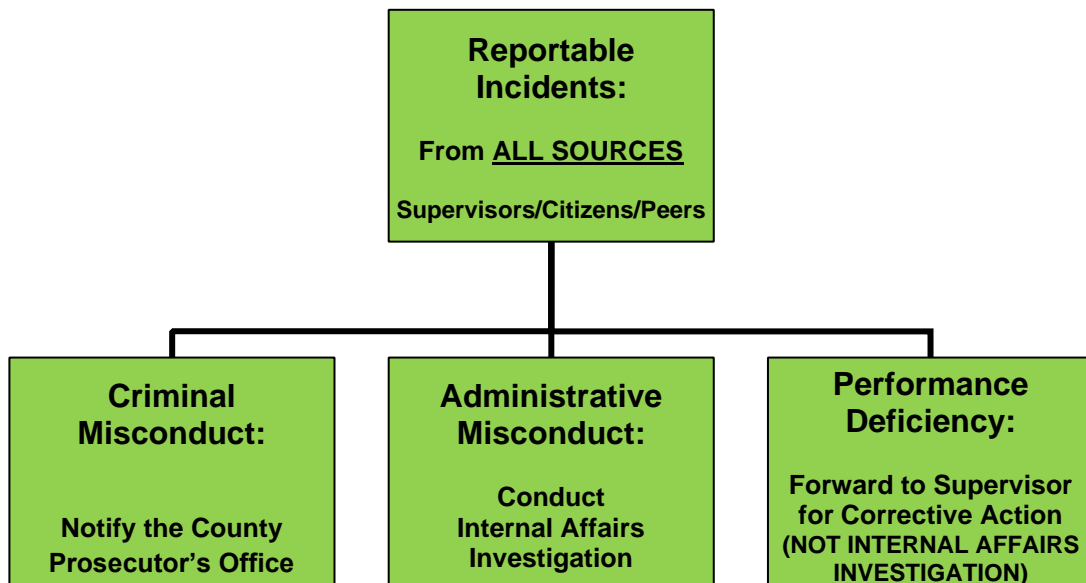 Reportable
Incidents:
From ALL SOURCES
Supervisors/Citizens/Peers
Criminal
Misconduct:
Notify the County
Prosecutor's Office
Administrative
Misconduct:
Conduct
Internal Affairs
Investigation
Performance
Deficiency:
Forward to Supervisor
for Corrective Action
(NOT INTERNAL AFFAIRS
INVESTIGATION)